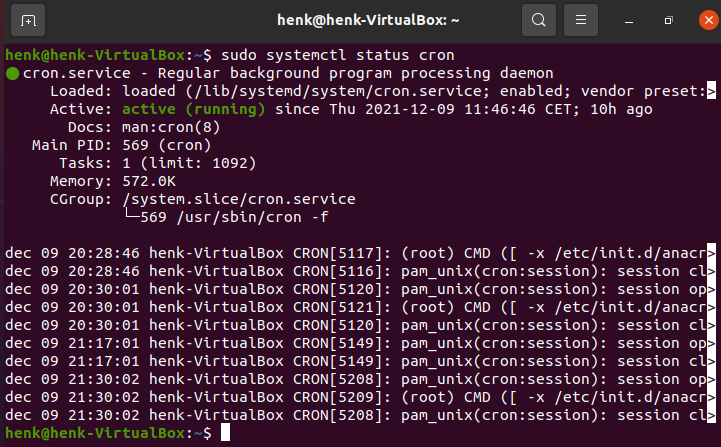 henk@henk-VirtualBox: ~
henk@henk-VirtualBox:~$ sudo systemctl status cron
● cron.service - Regular background program processing daemon
     Loaded: loaded (/lib/systemd/system/cron.service; enabled; vendor preset:>
     Active: active (running) since Thu 2021-12-09 11:46:46 CET; 10h ago
       Docs: man:cron(8)
   Main PID: 569 (cron)
      Tasks: 1 (limit: 1092)
     Memory: 572.0K
     CGroup: /system.slice/cron.service
             └─569 /usr/sbin/cron -f
dec 09 20:28:46 henk-VirtualBox CRON[5117]: (root) CMD ([ -x /etc/init.d/anacr>
dec 09 20:28:46 henk-VirtualBox CRON[5116]: pam_unix(cron:session): session cl>
dec 09 20:30:01 henk-VirtualBox CRON[5120]: pam_unix(cron:session): session op>
dec 09 20:30:01 henk-VirtualBox CRON[5121]: (root) CMD ([ -x /etc/init.d/anacr>
dec 09 20:30:01 henk-VirtualBox CRON[5120]: pam_unix(cron:session): session cl>
dec 09 21:17:01 henk-VirtualBox CRON[5149]: pam_unix(cron:session): session op>
dec 09 21:17:01 henk-VirtualBox CRON[5149]: pam_unix(cron:session): session cl>
dec 09 21:30:02 henk-VirtualBox CRON[5208]: pam_unix(cron:session): session op>
dec 09 21:30:02 henk-VirtualBox CRON[5209]: (root) CMD ([ -x /etc/init.d/anacr>
dec 09 21:30:02 henk-VirtualBox CRON[5208]: pam_unix(cron:session): session cl>
henk@henk-VirtualBox:~$